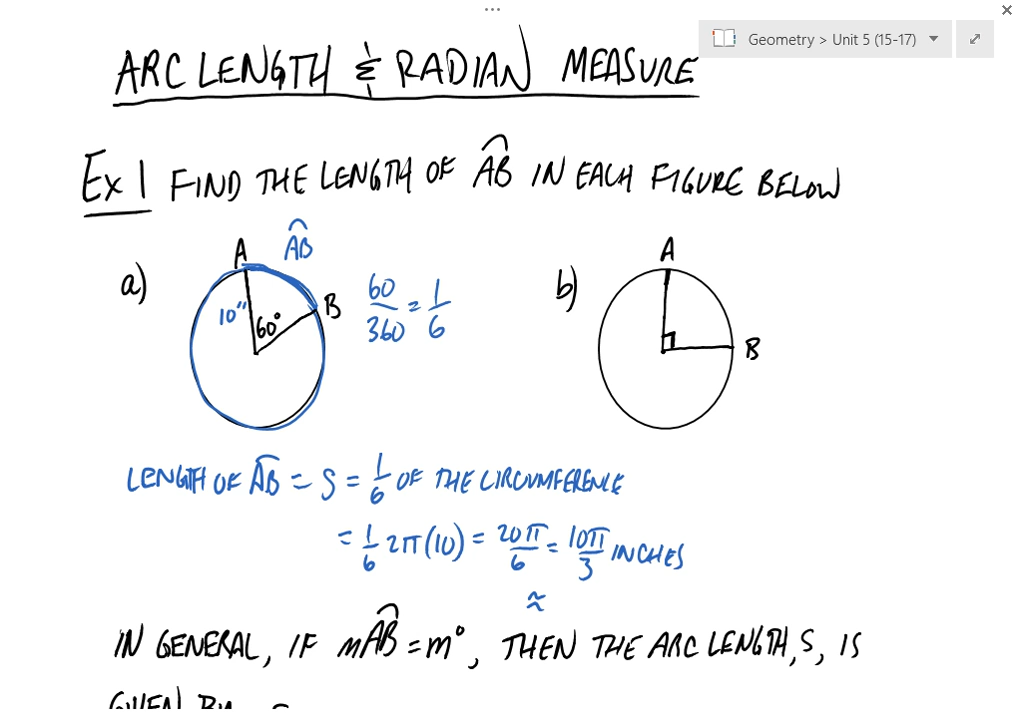 Geometry > Unit 5 (15-17)
ARC LENGTH & RADIAN MEASURE
Ex 1 FIND THE LENGTH OF AB IN EACH FIGURE BELOW
a)
A
AB
10"
60°
B
60/360 = 1/6
b)
A
B
LENGTH OF AB = S = 1/6 OF THE CIRCUMFERENCE
= 1/6 2π(10) = 20π/6 = 10π/3 INCHES
≈
IN GENERAL, IF mAB = m°, THEN THE ARC LENGTH, S, IS
GIVEN BY